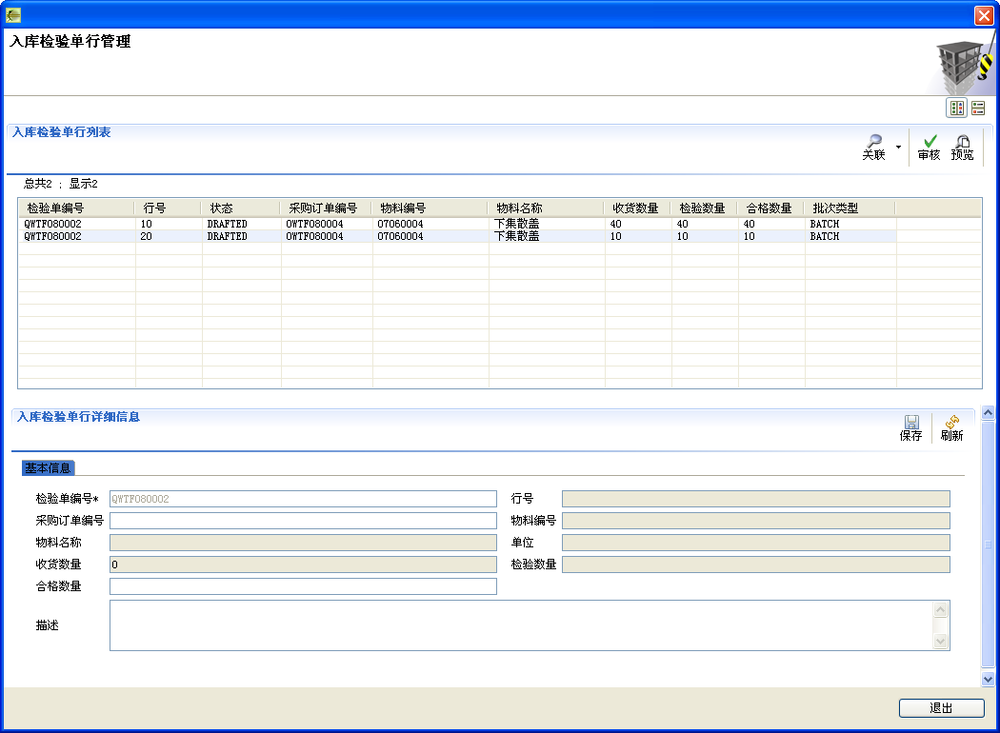 入库检验单行管理
入库检验单行列表
关联 审核 预览
总共2 ; 显示2
检验单编号 行号 状态 采购订单编号 物料编号 物料名称 收货数量 检验数量 合格数量 批次类型
QWTF080002 10 DRAFTED OWTF080004 07060004 下集散盖 40 40 40 BATCH
QWTF080002 20 DRAFTED OWTF080004 07060004 下集散盖 10 10 10 BATCH
入库检验单行详细信息
保存 刷新
基本信息
检验单编号* QWTF080002 行号
采购订单编号 物料编号
物料名称 单位
收货数量 0 检验数量
合格数量
描述
退出